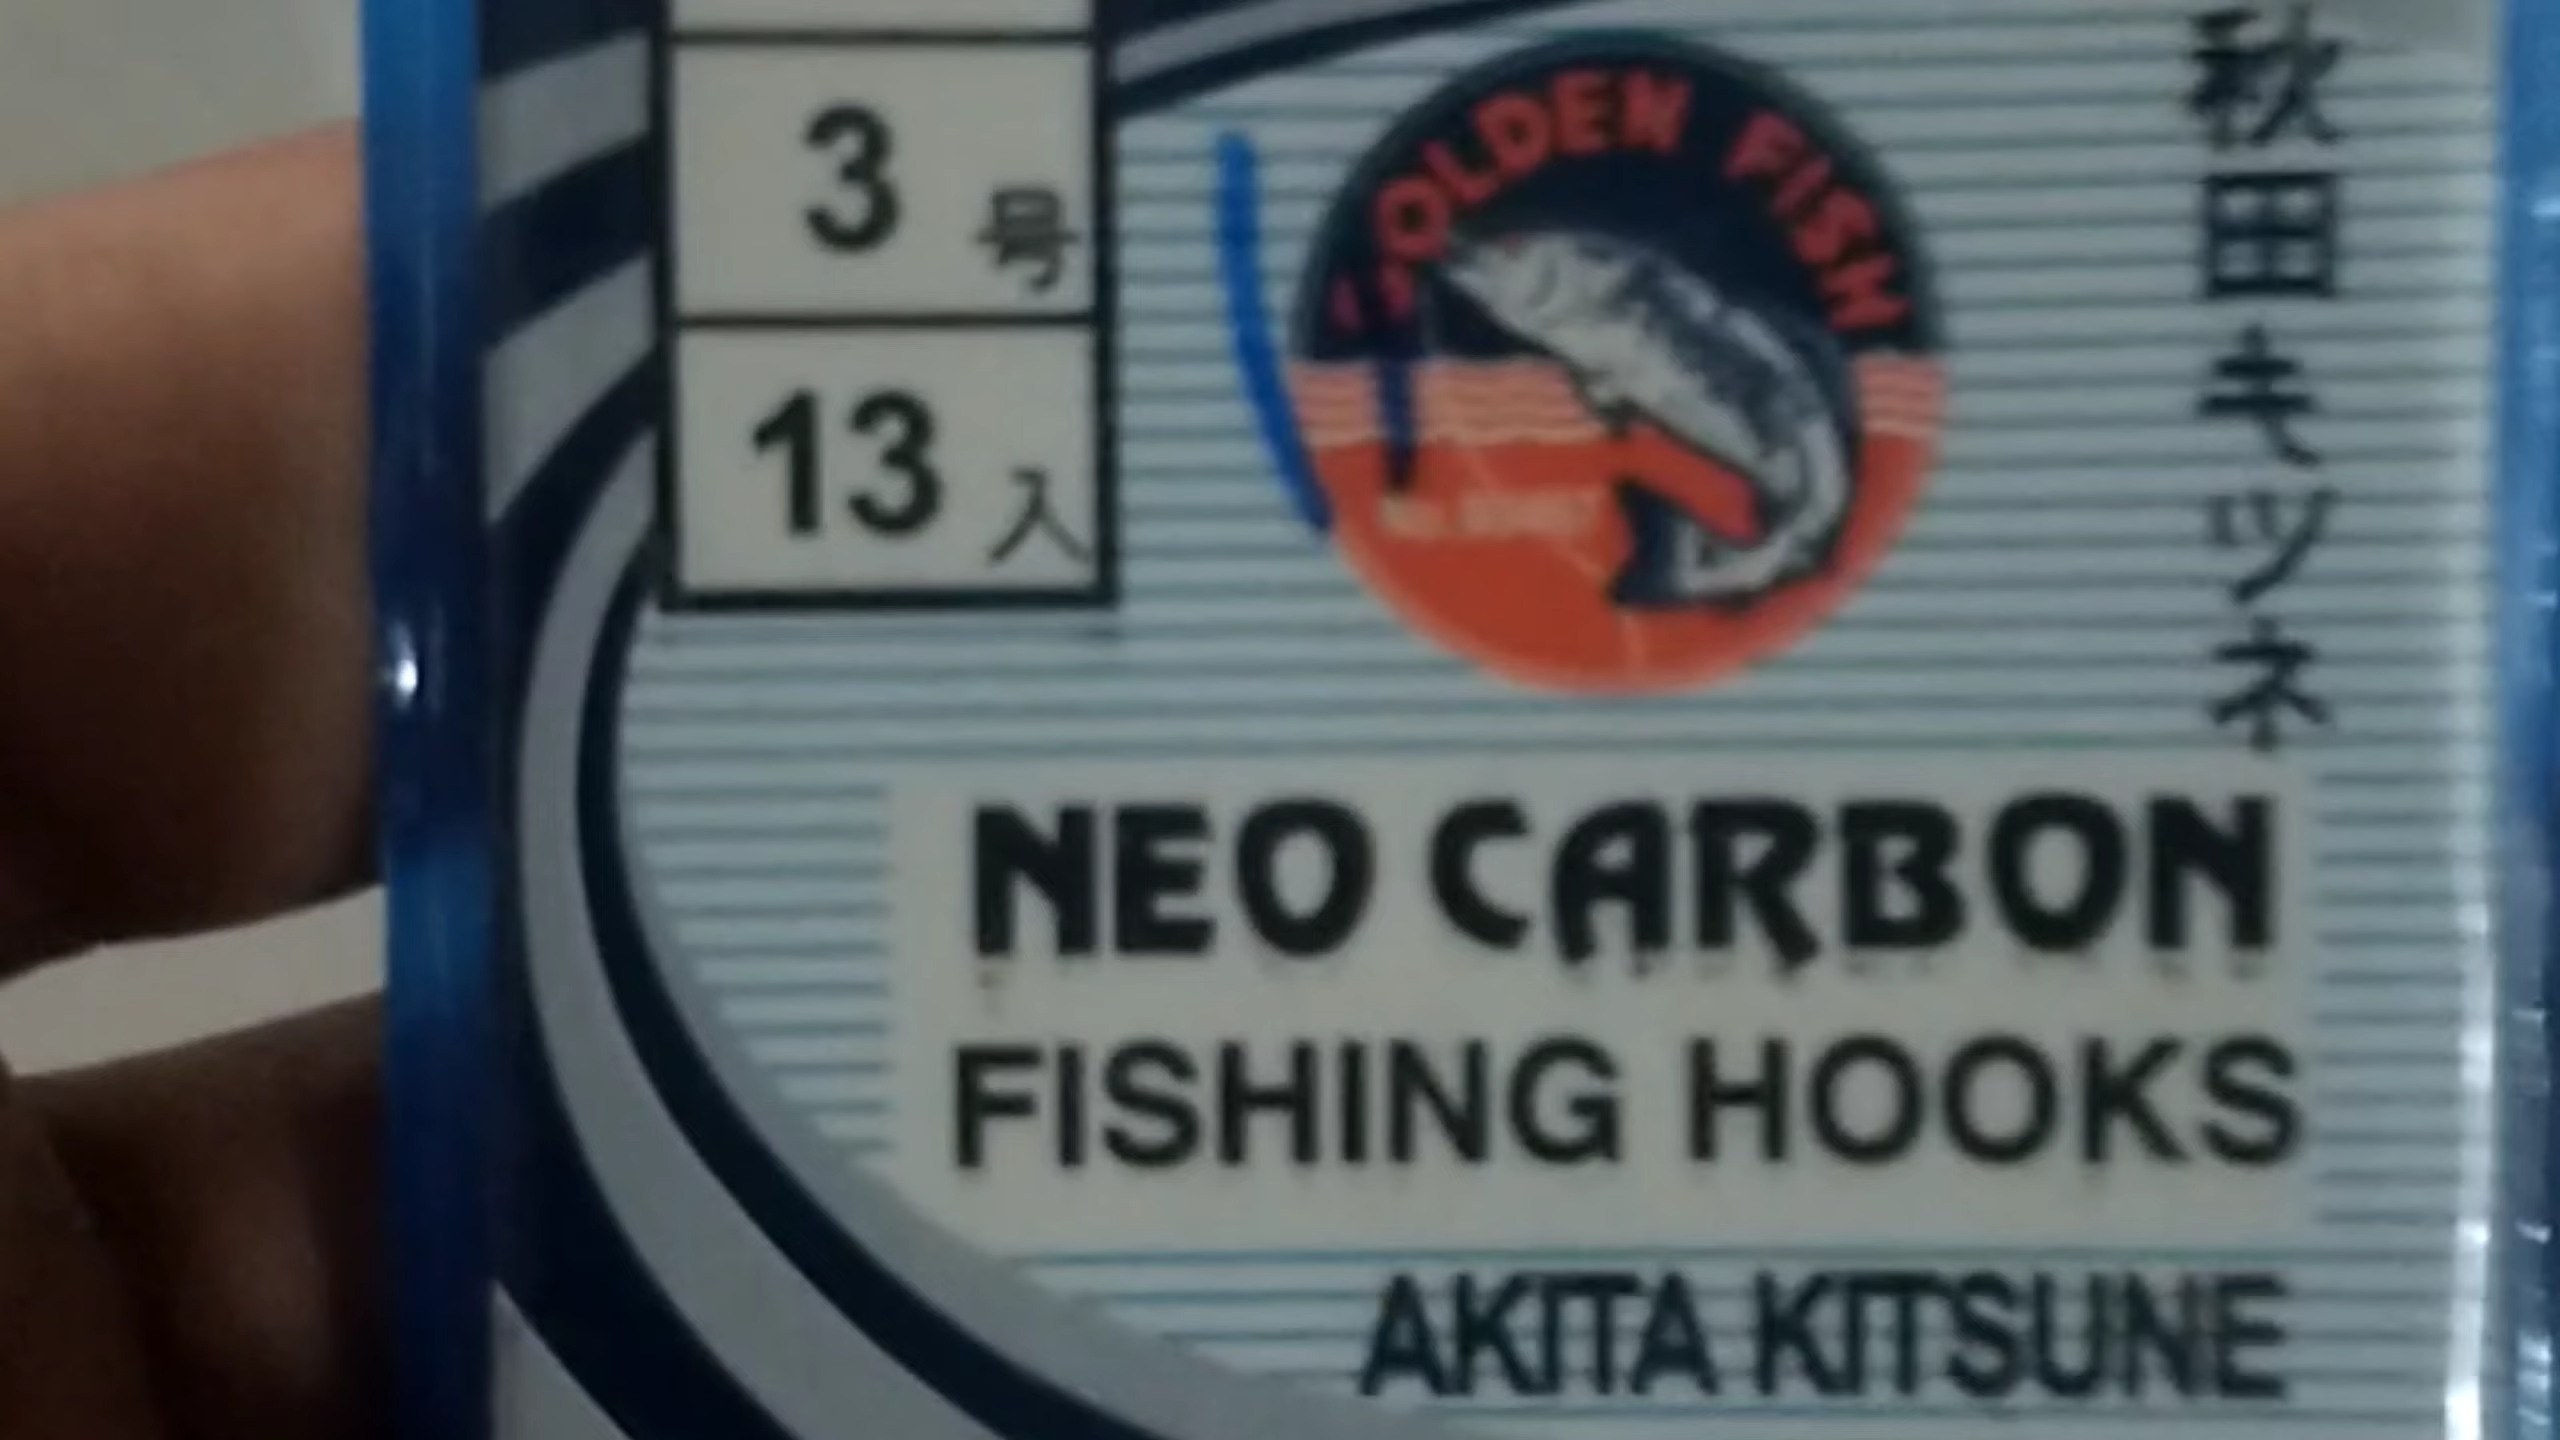 3 号
13 入
GOLDEN FISH
秋田キツネ
NEO CARBON
FISHING HOOKS
AKITA KITSUNE